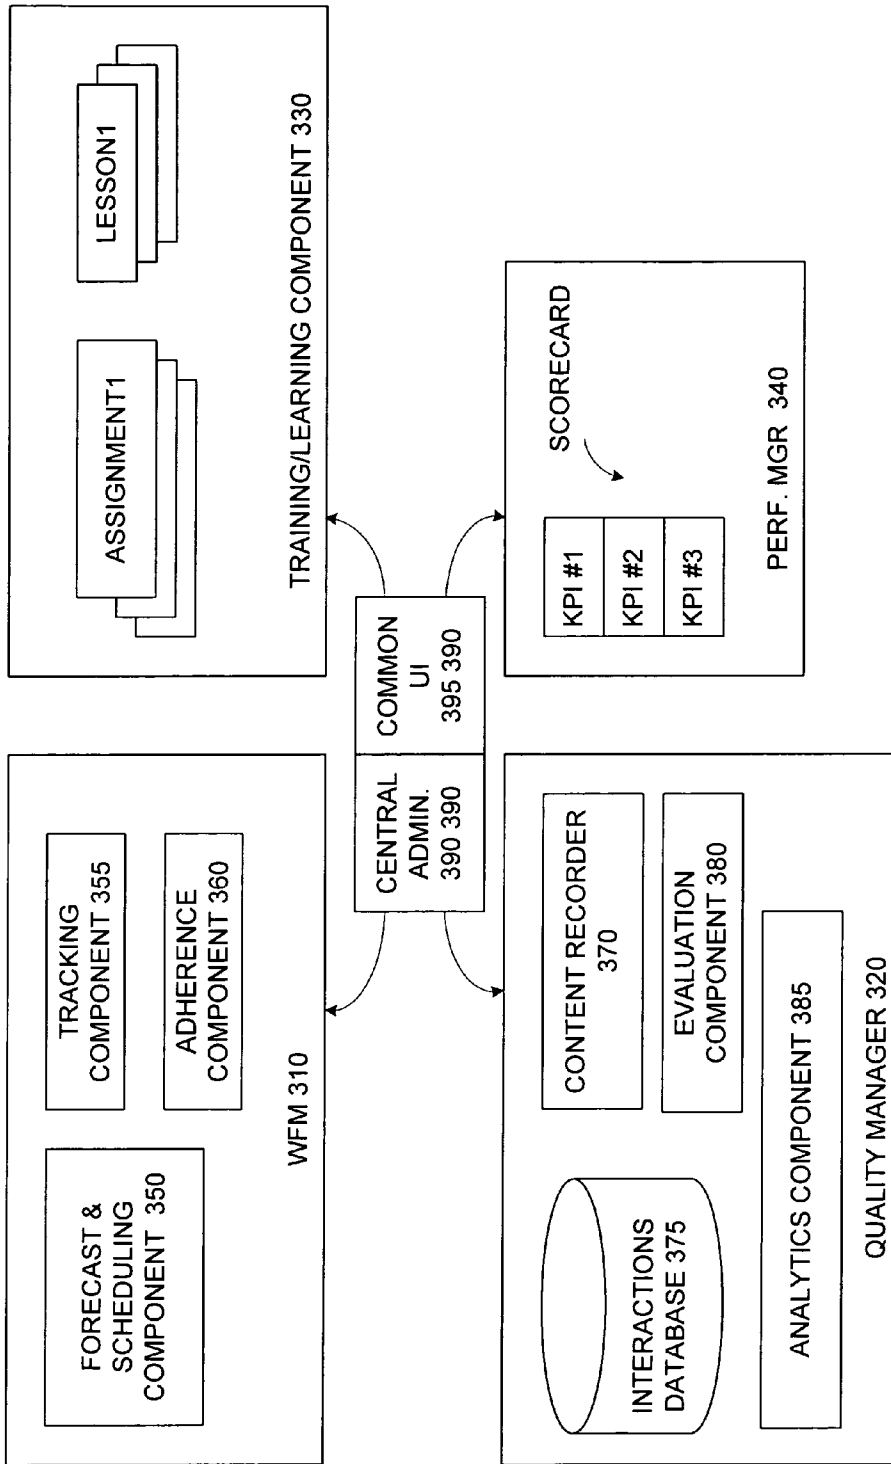 FORECAST &
SCHEDULING
COMPONENT 350
TRACKING
COMPONENT 355
ADHERENCE
COMPONENT 360
WFM 310
ASSIGNMENT1
LESSON1
TRAINING/LEARNING COMPONENT 330
CENTRAL
ADMIN.
390 390
COMMON
UI
395 390
INTERACTIONS
DATABASE 375
CONTENT RECORDER
370
EVALUATION
COMPONENT 380
ANALYTICS COMPONENT 385
QUALITY MANAGER 320
SCORECARD
KPI #1
KPI #2
KPI #3
PERF. MGR 340